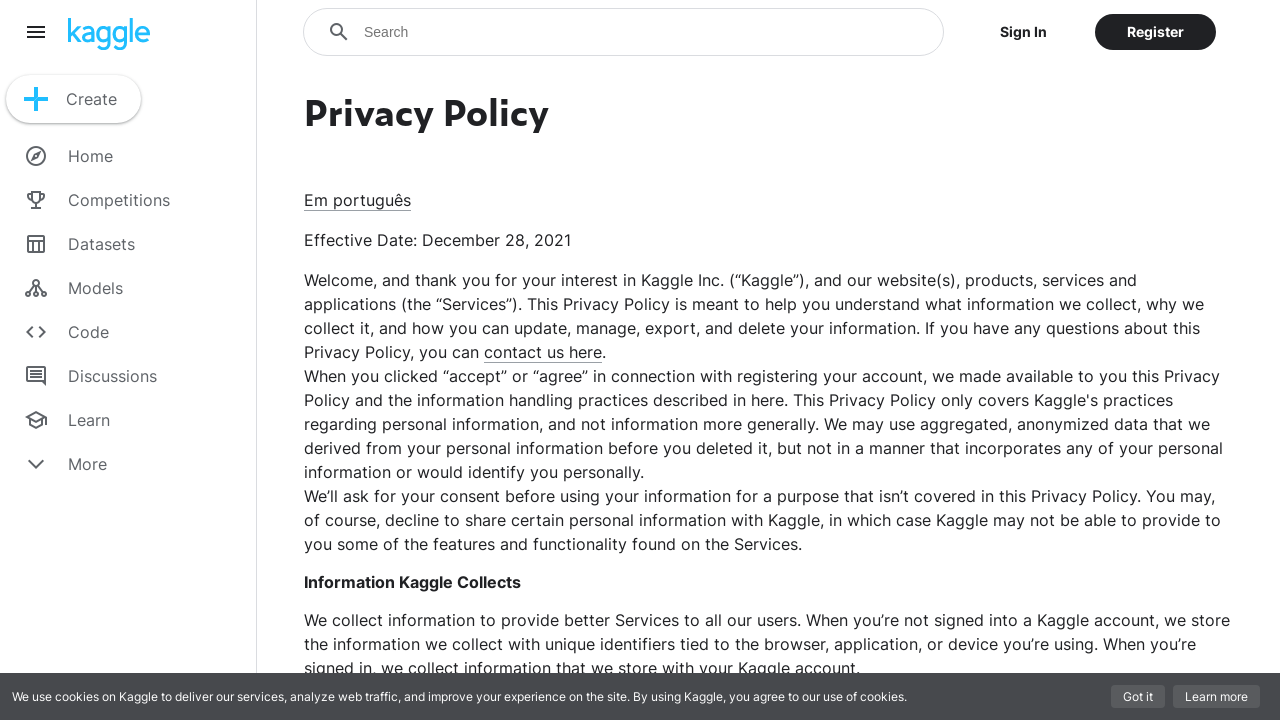 kaggle
Search
Sign In
Register
Create
Home
Competitions
Datasets
Models
Code
Discussions
Learn
More
Privacy Policy
Em português
Effective Date: December 28, 2021
Welcome, and thank you for your interest in Kaggle Inc. (“Kaggle”), and our website(s), products, services and
applications (the “Services”). This Privacy Policy is meant to help you understand what information we collect, why we
collect it, and how you can update, manage, export, and delete your information. If you have any questions about this
Privacy Policy, you can contact us here.
When you clicked “accept” or “agree” in connection with registering your account, we made available to you this Privacy
Policy and the information handling practices described in here. This Privacy Policy only covers Kaggle's practices
regarding personal information, and not information more generally. We may use aggregated, anonymized data that we
derived from your personal information before you deleted it, but not in a manner that incorporates any of your personal
information or would identify you personally.
We’ll ask for your consent before using your information for a purpose that isn’t covered in this Privacy Policy. You may,
of course, decline to share certain personal information with Kaggle, in which case Kaggle may not be able to provide to
you some of the features and functionality found on the Services.
Information Kaggle Collects
We collect information to provide better Services to all our users. When you’re not signed into a Kaggle account, we store
the information we collect with unique identifiers tied to the browser, application, or device you’re using. When you’re
signed in, we collect information that we store with your Kaggle account.
We use cookies on Kaggle to deliver our services, analyze web traffic, and improve your experience on the site. By using Kaggle, you agree to our use of cookies.
Got it
Learn more